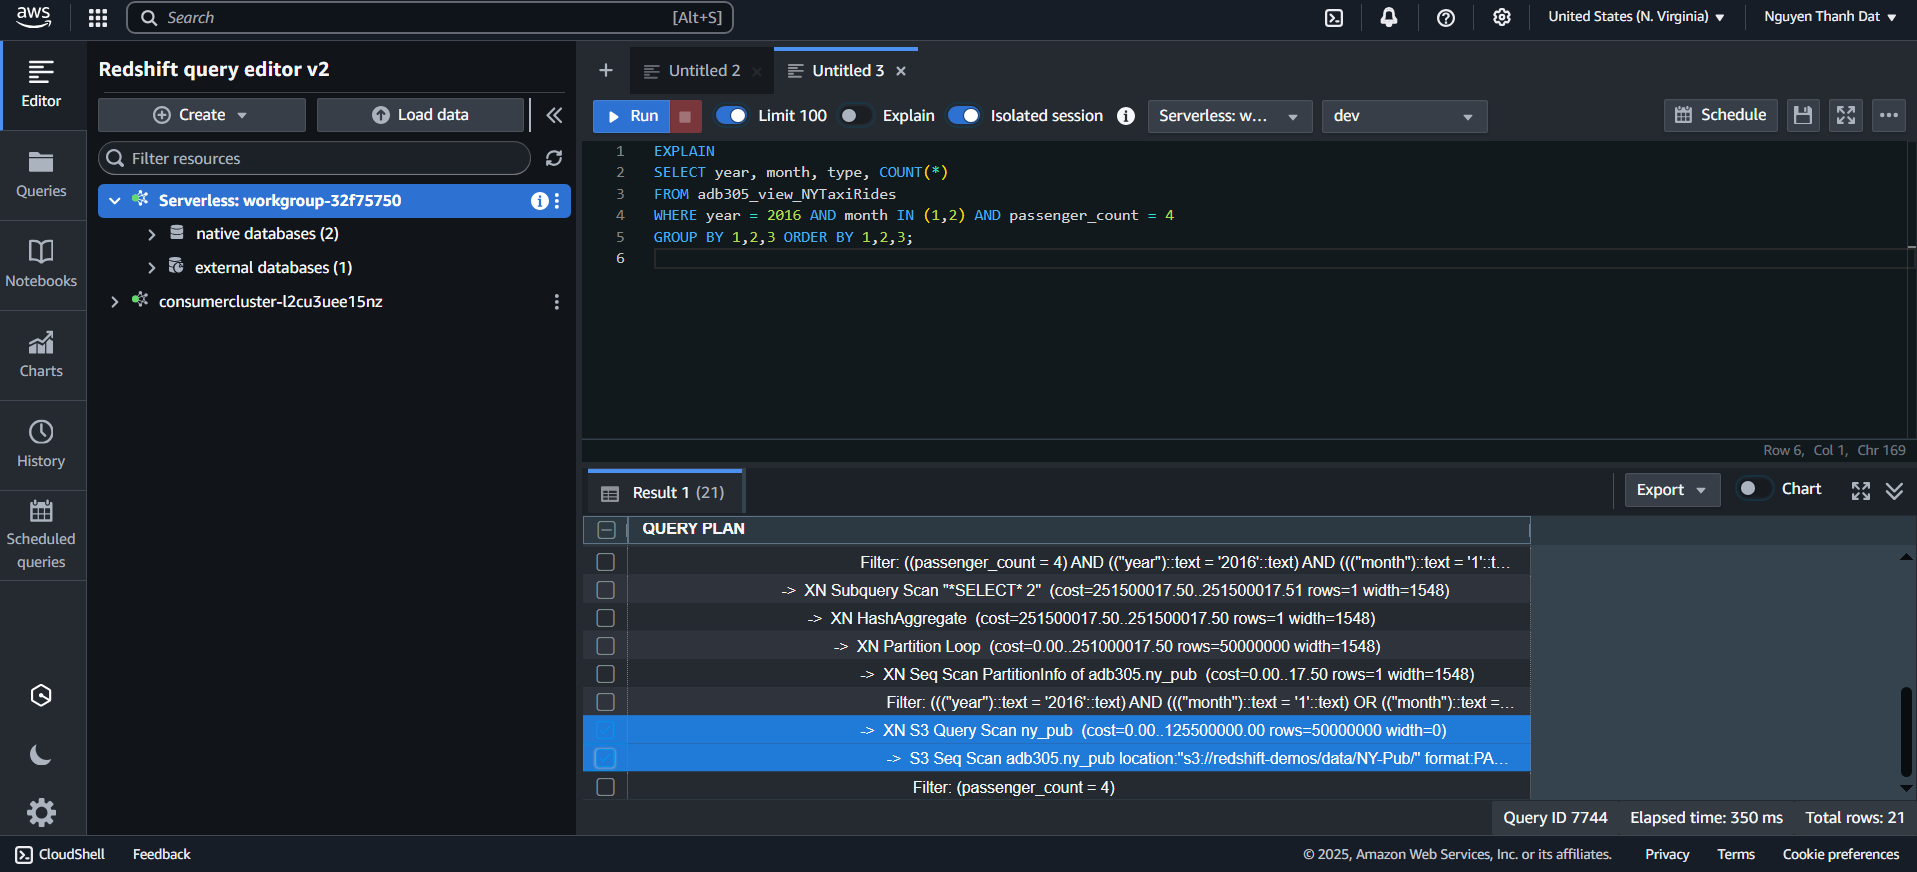 aws
Search
[Alt+S]
United States (N. Virginia)
Nguyen Thanh Dat
Editor
Queries
Notebooks
Charts
History
Scheduled
queries
Redshift query editor v2
Create
Load data
Filter resources
Serverless: workgroup-32f75750
native databases (2)
external databases (1)
consumercluster-l2cu3uee15nz
Untitled 2
Untitled 3
Run
Limit 100
Explain
Isolated session
Serverless: w...
dev
Schedule
1 EXPLAIN
2 SELECT year, month, type, COUNT(*)
3 FROM adb305_view_NYTaxiRides
4 WHERE year = 2016 AND month IN (1,2) AND passenger_count = 4
5 GROUP BY 1,2,3 ORDER BY 1,2,3;
6
Row 6, Col 1, Chr 169
Result 1 (21)
Export
Chart
QUERY PLAN
Filter: ((passenger_count = 4) AND (("year")::text = '2016'::text) AND ((("month")::text = '1'::t...
-> XN Subquery Scan "*SELECT* 2" (cost=251500017.50..251500017.51 rows=1 width=1548)
-> XN HashAggregate (cost=251500017.50..251500017.50 rows=1 width=1548)
-> XN Partition Loop (cost=0.00..251000017.50 rows=50000000 width=1548)
-> XN Seq Scan PartitionInfo of adb305.ny_pub (cost=0.00..17.50 rows=1 width=1548)
Filter: ((("year")::text = '2016'::text) AND ((("month")::text = '1'::text) OR (("month")::text =...
-> XN S3 Query Scan ny_pub (cost=0.00..125500000.00 rows=50000000 width=0)
-> S3 Seq Scan adb305.ny_pub location:"s3://redshift-demos/data/NY-Pub/" format:PA...
Filter: (passenger_count = 4)
Query ID 7744 Elapsed time: 350 ms Total rows: 21
CloudShell
Feedback
© 2025, Amazon Web Services, Inc. or its affiliates.
Privacy
Terms
Cookie preferences